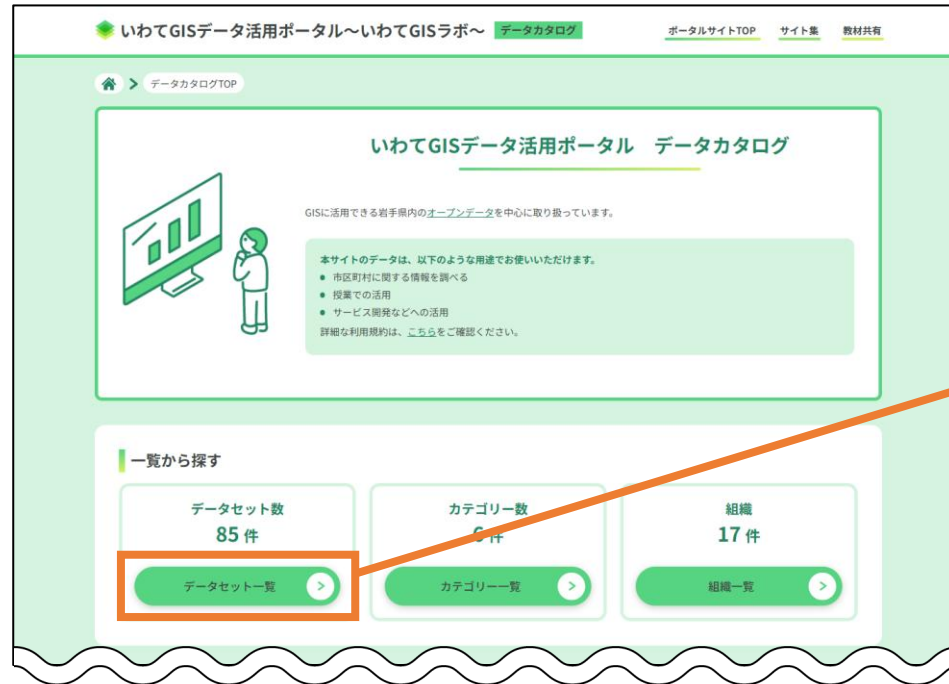 いわてGISデータ活用ポータル～いわてGISラボ～ データカタログ ポータルサイトTOP サイト集 教材共有
データカタログTOP
いわてGISデータ活用ポータル データカタログ
GISに活用できる岩手県内のオープンデータを中心に取り扱っています。
本サイトのデータは、以下のような用途でお使いいただけます。
● 市区町村に関する情報を調べる
● 授業での活用
● サービス開発などへの活用
詳細な利用規約は、こちらをご確認ください。
一覧から探す
データセット数 カテゴリー数 組織
85 件 6 件 17 件
データセット一覧 カテゴリー一覧 組織一覧